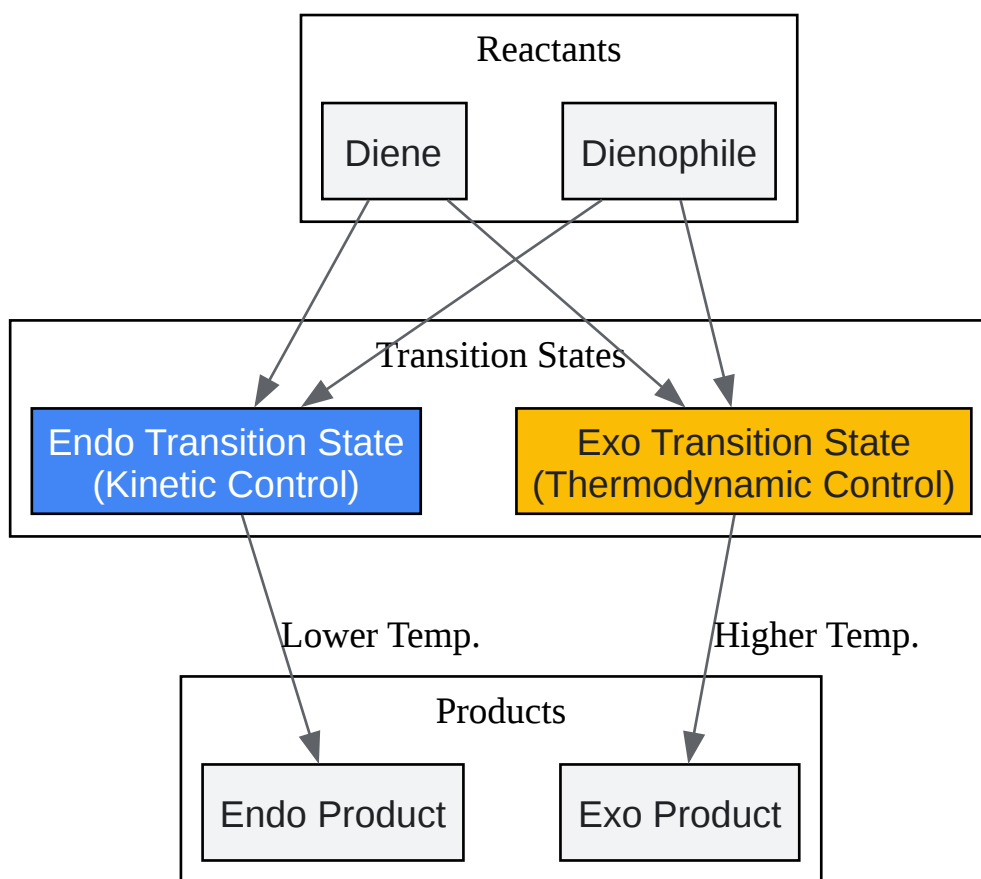 Reactants
Diene
Dienophile
Transition States
Endo Transition State
(Kinetic Control)
Exo Transition State
(Thermodynamic Control)
Lower Temp.
Higher Temp.
Products
Endo Product
Exo Product